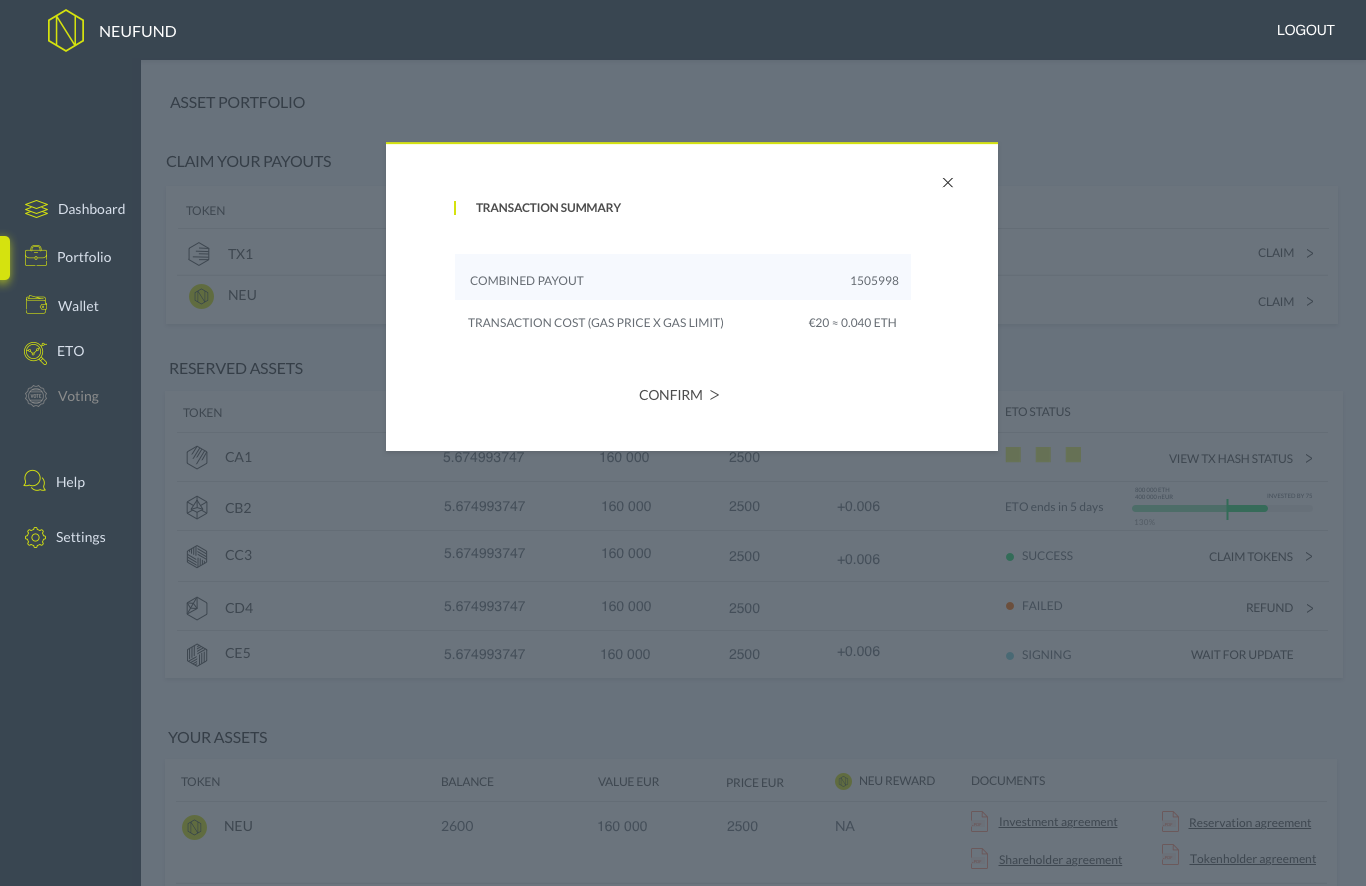 NEUFUND
LOGOUT
Dashboard
Portfolio
Wallet
ETO
Voting
Help
Settings
ASSET PORTFOLIO
CLAIM YOUR PAYOUTS
TOKEN
TX1
CLAIM >
NEU
CLAIM >
TRANSACTION SUMMARY
COMBINED PAYOUT 1505998
TRANSACTION COST (GAS PRICE X GAS LIMIT) €20 ≈ 0.040 ETH
CONFIRM >
RESERVED ASSETS
TOKEN ETO STATUS
CA1 5.674993747 160 000 2500 VIEW TX HASH STATUS >
CB2 5.674993747 160 000 2500 +0.006 ETO ends in 5 days
INVESTED BY 75
130%
CC3 5.674993747 160 000 2500 +0.006 SUCCESS CLAIM TOKENS >
CD4 5.674993747 160 000 2500 FAILED REFUND >
CE5 5.674993747 160 000 2500 +0.006 SIGNING WAIT FOR UPDATE
YOUR ASSETS
TOKEN BALANCE VALUE EUR PRICE EUR NEU REWARD DOCUMENTS
NEU 2600 160 000 2500 NA
Investment agreement Reservation agreement
Shareholder agreement Tokenholder agreement